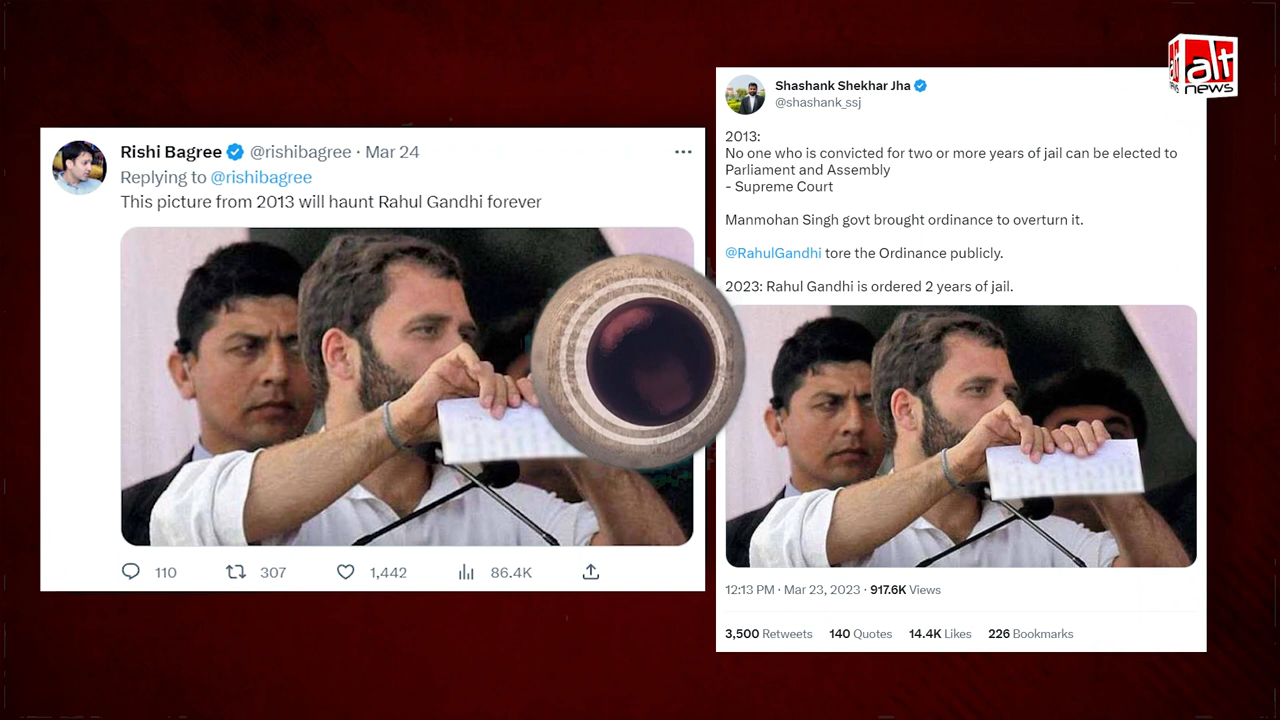 Rishi Bagree @rishibagree · Mar 24
Replying to @rishibagree
This picture from 2013 will haunt Rahul Gandhi forever
110 307 1,442 86.4K
Shashank Shekhar Jha
@shashank_ssj
2013:
No one who is convicted for two or more years of jail can be elected to
Parliament and Assembly
- Supreme Court
Manmohan Singh govt brought ordinance to overturn it.
@RahulGandhi tore the Ordinance publicly.
2023: Rahul Gandhi is ordered 2 years of jail.
12:13 PM · Mar 23, 2023 · 917.6K Views
3,500 Retweets 140 Quotes 14.4K Likes 226 Bookmarks
alt
news